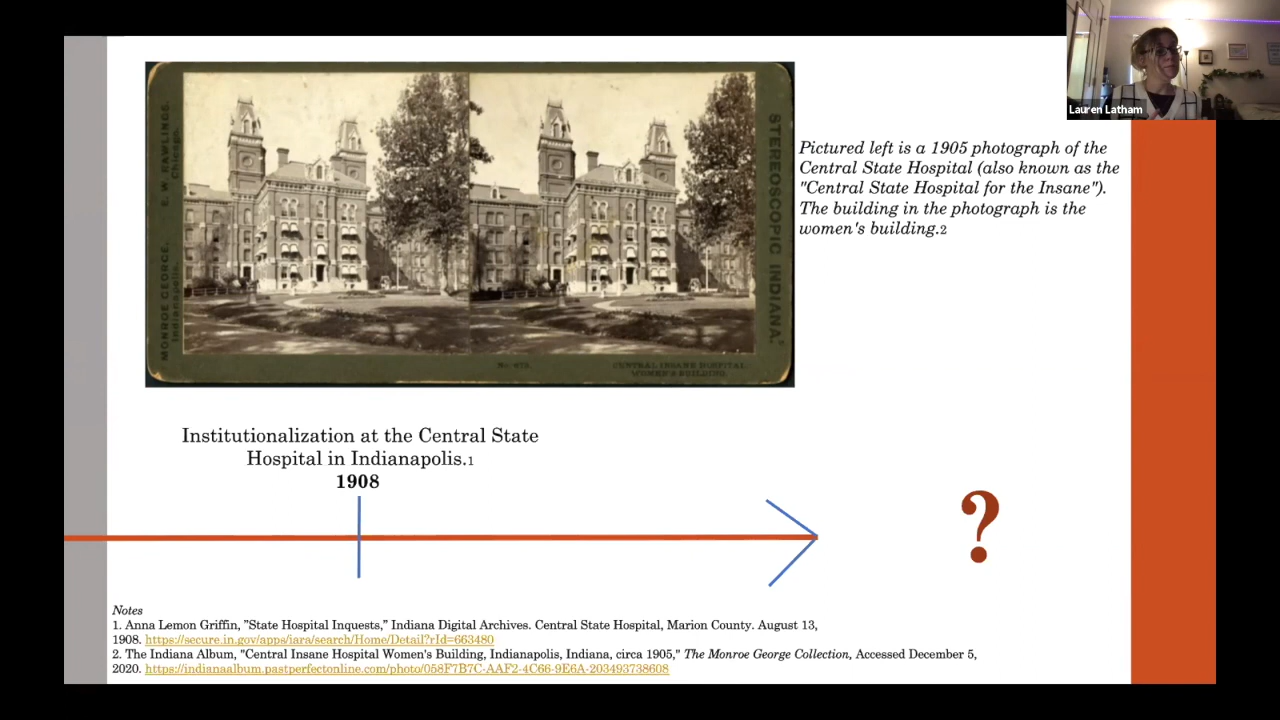 Lauren Latham
MONROE GEORGE,
Indianapolis.
E. W. RAWLINGS,
Chicago.
STEREOSCOPIC INDIANA.
CENTRAL INSANE HOSPITAL
WOMEN'S BUILDING.
Pictured left is a 1905 photograph of the
Central State Hospital (also known as the
"Central State Hospital for the Insane").
The building in the photograph is the
women's building.2
Institutionalization at the Central State
Hospital in Indianapolis.1
1908
?
Notes
1. Anna Lemon Griffin, ”State Hospital Inquests,” Indiana Digital Archives. Central State Hospital, Marion County. August 13,
1908. https://secure.in.gov/apps/iara/search/Home/Detail?rId=663480
2. The Indiana Album, "Central Insane Hospital Women's Building, Indianapolis, Indiana, circa 1905," The Monroe George Collection, Accessed December 5,
2020. https://indianaalbum.pastperfectonline.com/photo/058F7B7C-AAF2-4C66-9E6A-203493738608